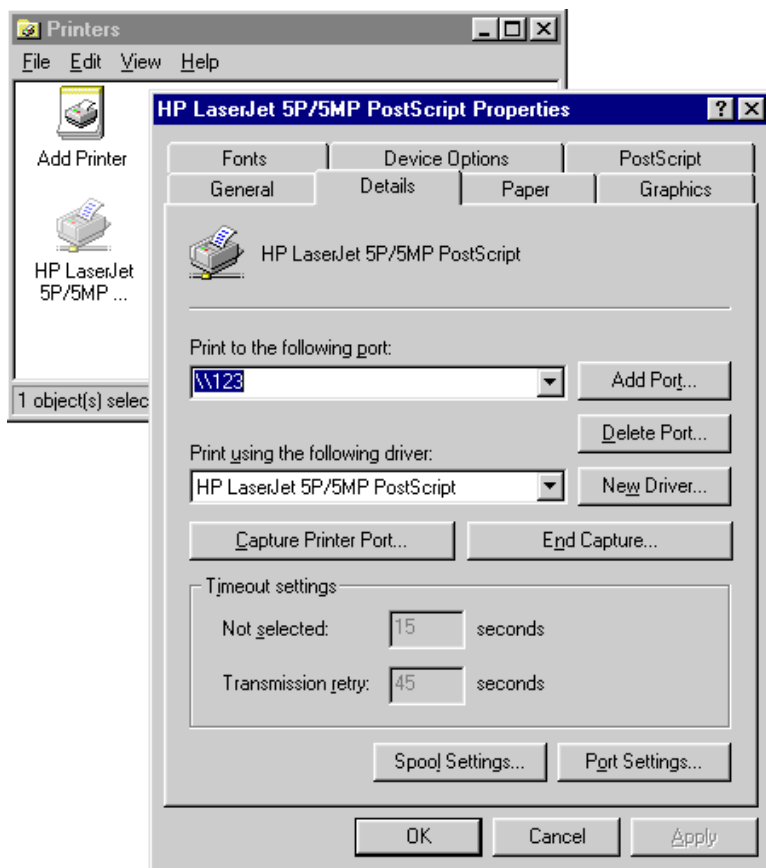 Printers
File Edit View Help
Add Printer
HP LaserJet
5P/5MP ...
1 object(s) selec
HP LaserJet 5P/5MP PostScript Properties
Fonts Device Options PostScript
General Details Paper Graphics
HP LaserJet 5P/5MP PostScript
Print to the following port:
\\123
Add Port...
Delete Port...
Print using the following driver:
HP LaserJet 5P/5MP PostScript
New Driver...
Capture Printer Port... End Capture...
Timeout settings
Not selected: 15 seconds
Transmission retry: 45 seconds
Spool Settings... Port Settings...
OK Cancel Apply